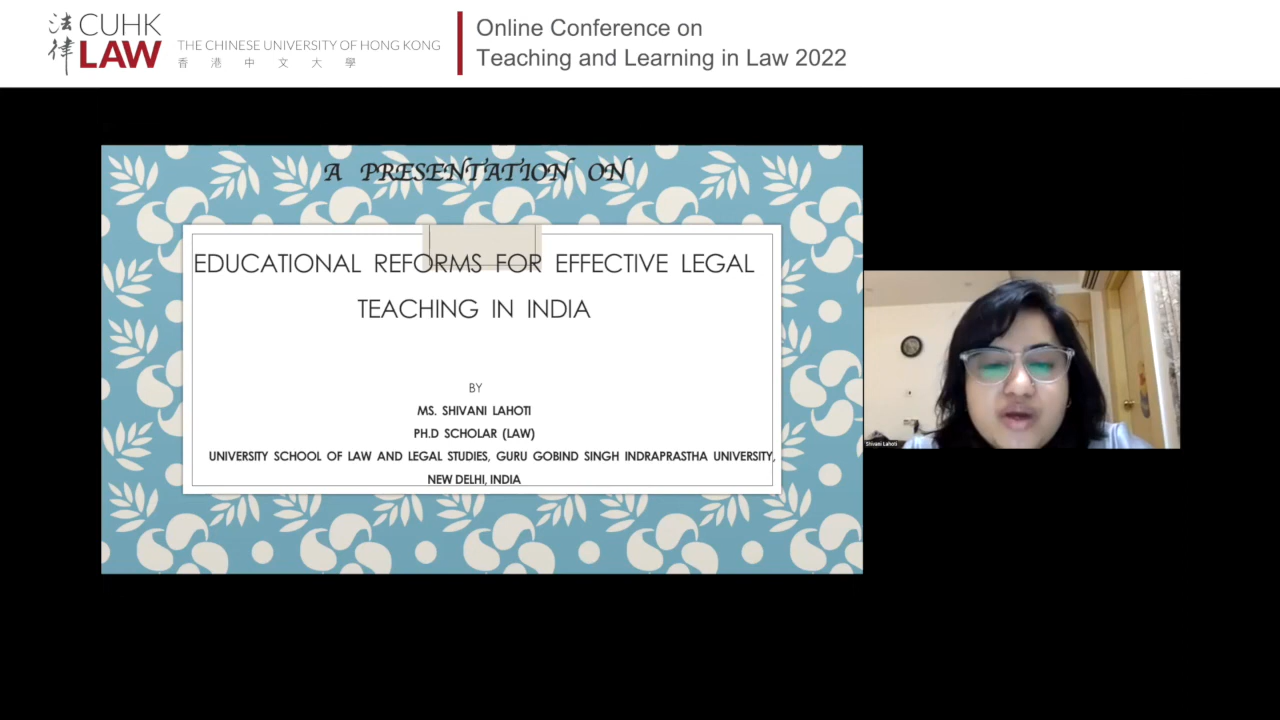 法律
CUHK
LAW
THE CHINESE UNIVERSITY OF HONG KONG
香港中文大學
Online Conference on
Teaching and Learning in Law 2022
A PRESENTATION ON
EDUCATIONAL REFORMS FOR EFFECTIVE LEGAL
TEACHING IN INDIA
BY
MS. SHIVANI LAHOTI
PH.D SCHOLAR (LAW)
UNIVERSITY SCHOOL OF LAW AND LEGAL STUDIES, GURU GOBIND SINGH INDRAPRASTHA UNIVERSITY,
NEW DELHI, INDIA
Shivani Lahoti